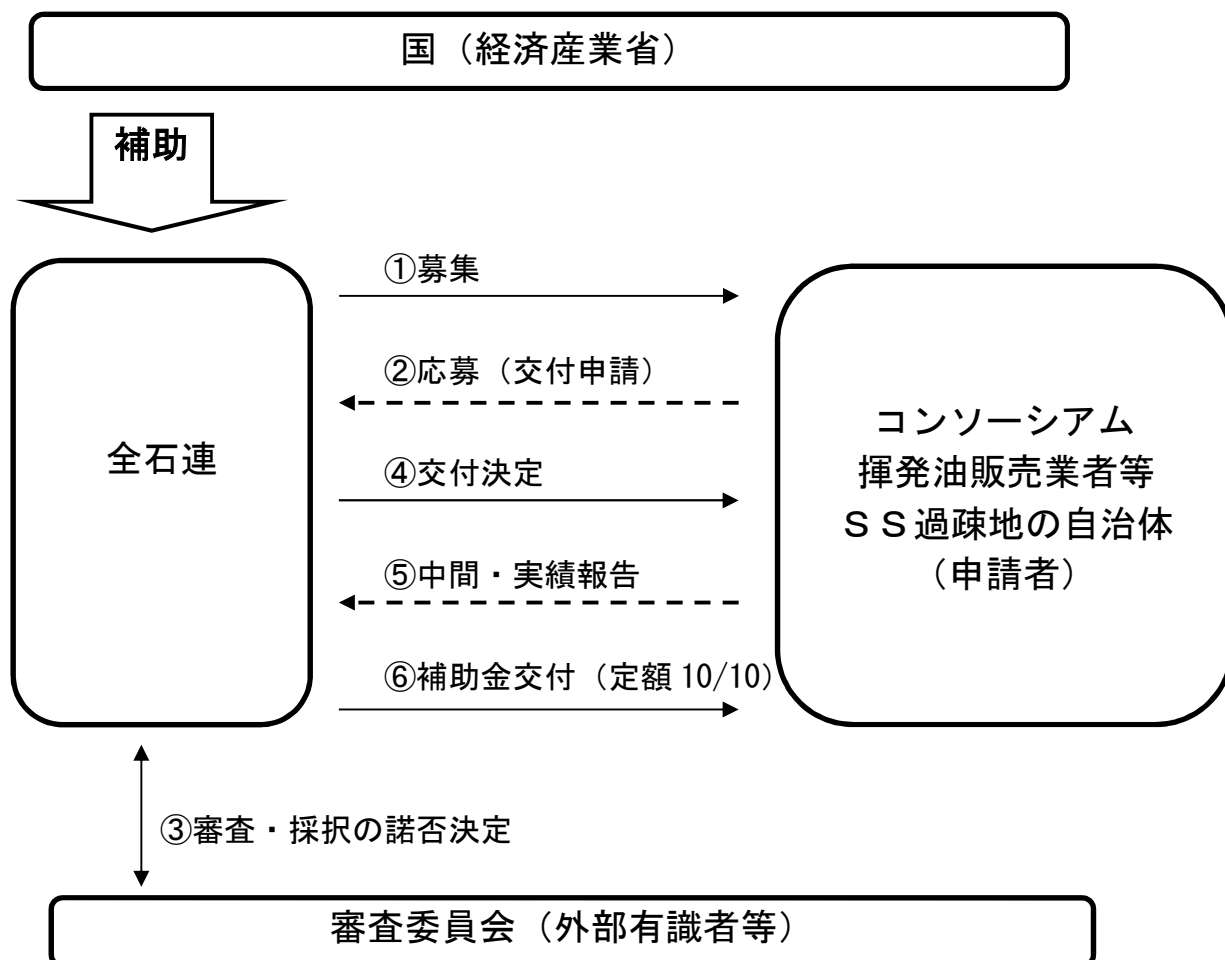 国（経済産業省）
補助
①募集
②応募（交付申請）
全石連
④交付決定
⑤中間・実績報告
⑥補助金交付（定額 10/10）
コンソーシアム
揮発油販売業者等
ＳＳ過疎地の自治体
（申請者）
③審査・採択の諾否決定
審査委員会（外部有識者等）